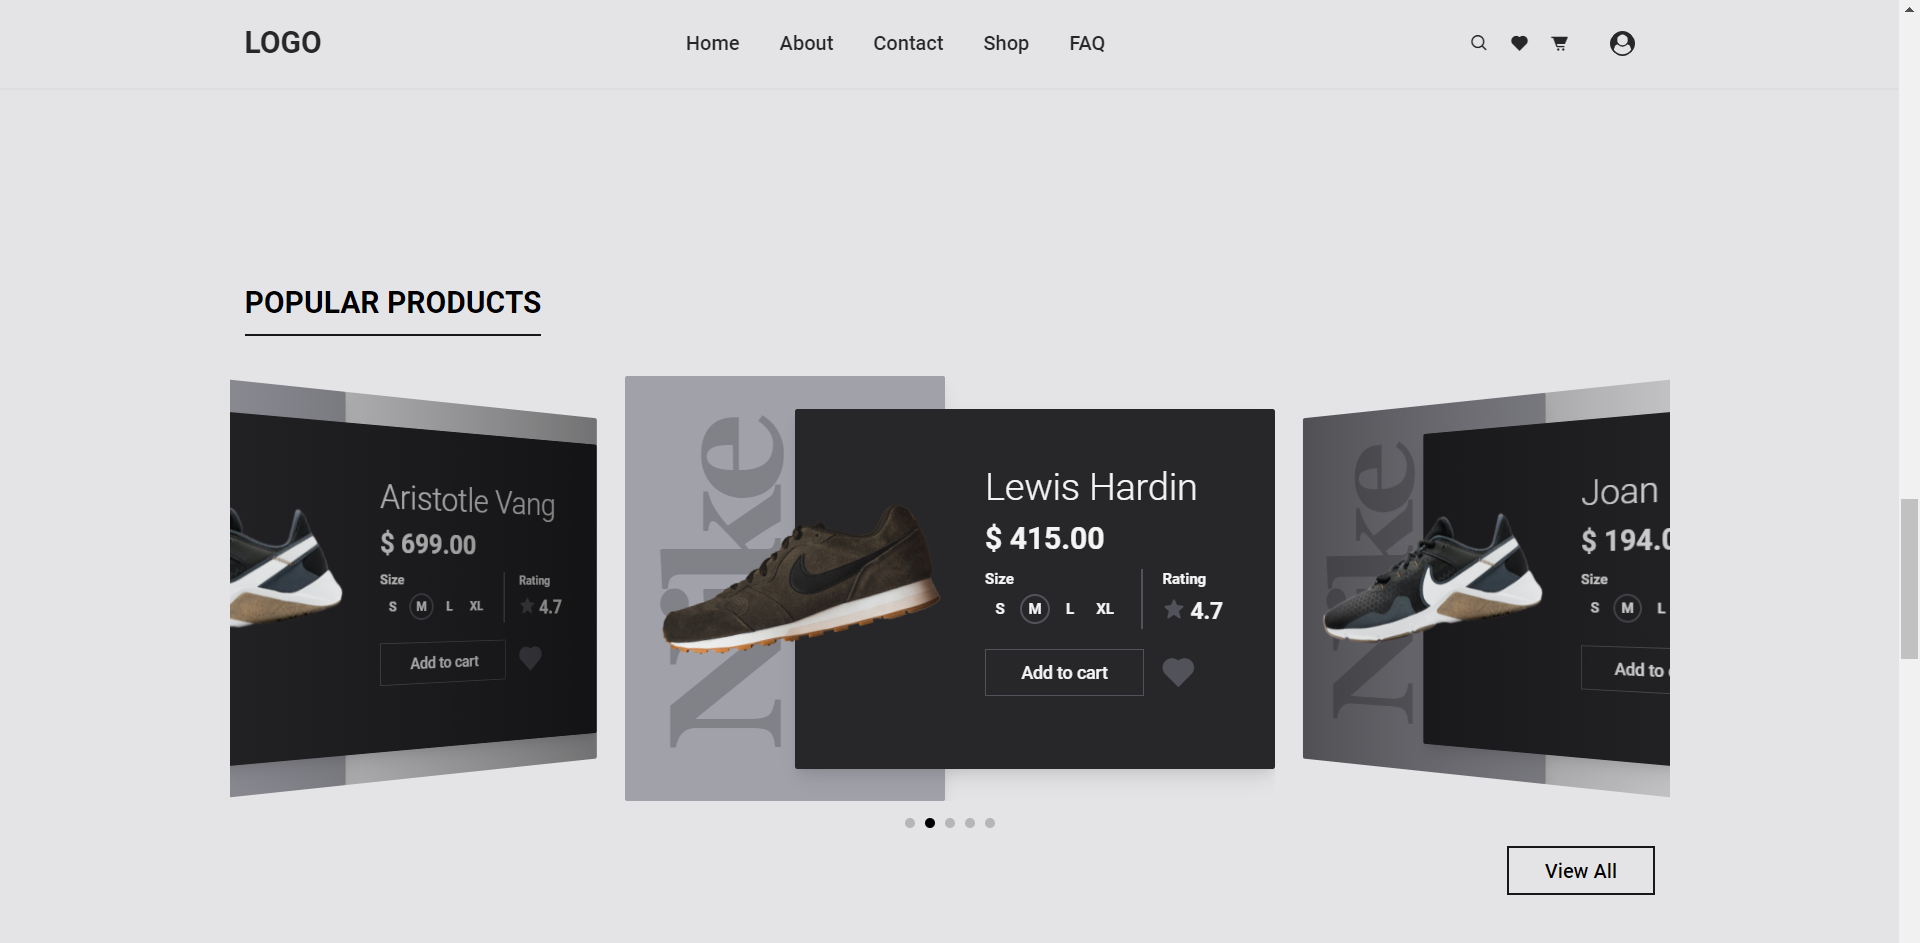 LOGO
Home About Contact Shop FAQ
POPULAR PRODUCTS
Aristotle Vang
$ 699.00
Size Rating
S M L XL 4.7
Add to cart
Nike
Lewis Hardin
$ 415.00
Size Rating
S M L XL 4.7
Add to cart
Nike
Joan
$ 194.0
Size
S M L
Add to
View All